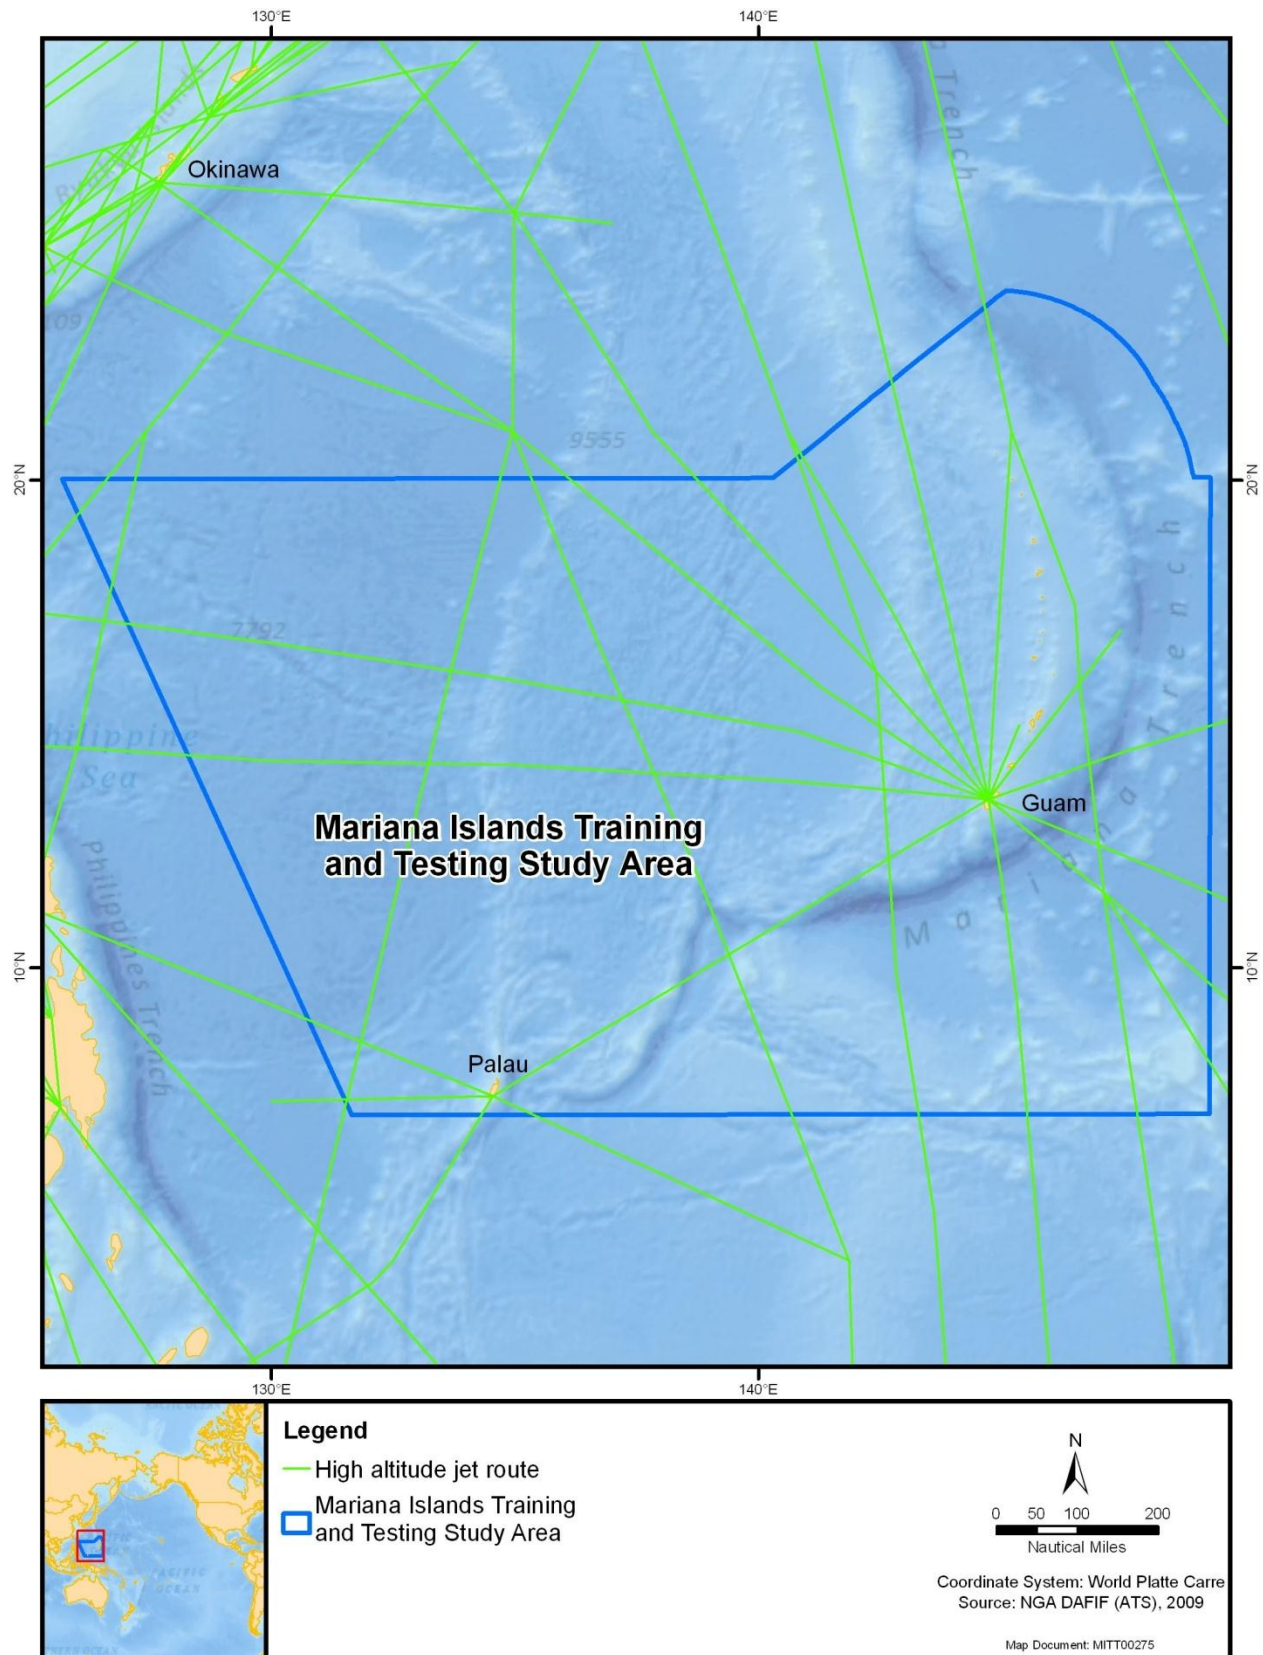 130°E
140°E
Trench
Okinawa
109
9555
20°N
20°N
7792
Philippine
Sea
Mariana Islands Training
and Testing Study Area
Guam
Mariana Trench
Philippines Trench
10°N
10°N
Palau
130°E
140°E
Legend
High altitude jet route
Mariana Islands Training
and Testing Study Area
PACIFIC
OCEAN
N
0 50 100 200
Nautical Miles
Coordinate System: World Platte Carre
Source: NGA DAFIF (ATS), 2009
Map Document: MITT00275